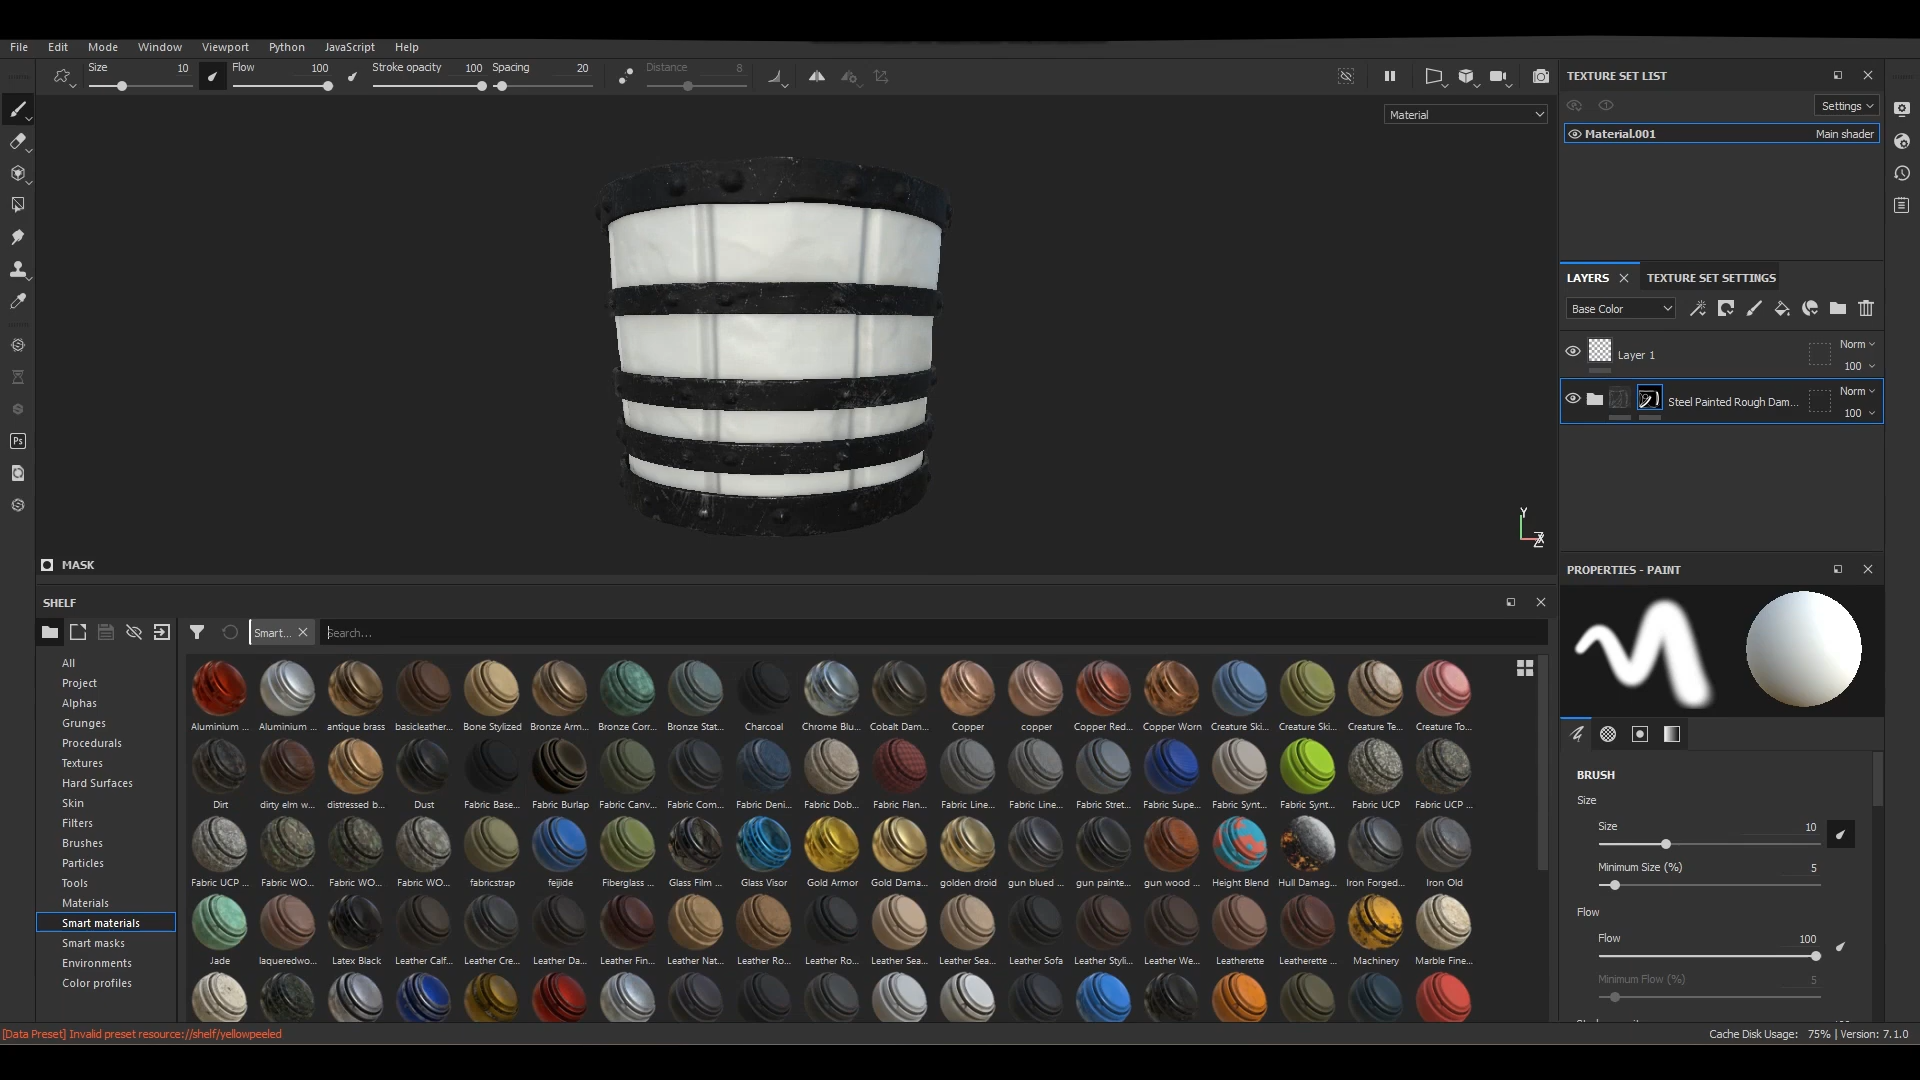 File Edit Mode Window Viewport Python JavaScript Help
Size 10 Flow 100 Stroke opacity 100 Spacing 20 Distance 8
Material
TEXTURE SET LIST
Settings
Material.001 Main shader
LAYERS TEXTURE SET SETTINGS
Base Color
Layer 1 Norm 100
Steel Painted Rough Dam... Norm 100
Y
Z
MASK
Ps
SHELF
Smart... Search...
All
Project
Alphas
Grunges
Procedurals
Textures
Hard Surfaces
Skin
Filters
Brushes
Particles
Tools
Materials
Smart materials
Smart masks
Environments
Color profiles
Aluminium ... Aluminium ... antique brass basicleather... Bone Stylized Bronze Arm... Bronze Corr... Bronze Stat... Charcoal Chrome Blu... Cobalt Dam... Copper copper Copper Red... Copper Worn Creature Ski... Creature Ski... Creature Te... Creature To...
Dirt dirty elm w... distressed b... Dust Fabric Base... Fabric Burlap Fabric Canv... Fabric Com... Fabric Deni... Fabric Dob... Fabric Flan... Fabric Line... Fabric Line... Fabric Stret... Fabric Supe... Fabric Synt... Fabric Synt... Fabric UCP Fabric UCP ...
Fabric UCP ... Fabric WO... Fabric WO... Fabric WO... fabricstrap feijide Fiberglass ... Glass Film ... Glass Visor Gold Armor Gold Dama... golden droid gun blued ... gun painte... gun wood ... Height Blend Hull Damag... Iron Forged... Iron Old
Jade laqueredwo... Latex Black Leather Calf... Leather Cre... Leather Da... Leather Fin... Leather Nat... Leather Ro... Leather Ro... Leather Sea... Leather Sea... Leather Sofa Leather Styli... Leather We... Leatherette Leatherette ... Machinery Marble Fine...
PROPERTIES - PAINT
BRUSH
Size
Size 10
Minimum Size (%) 5
Flow
Flow 100
Minimum Flow (%) 5
[Data Preset] Invalid preset resource://shelf/yellowpeeled
Cache Disk Usage: 75% | Version: 7.1.0